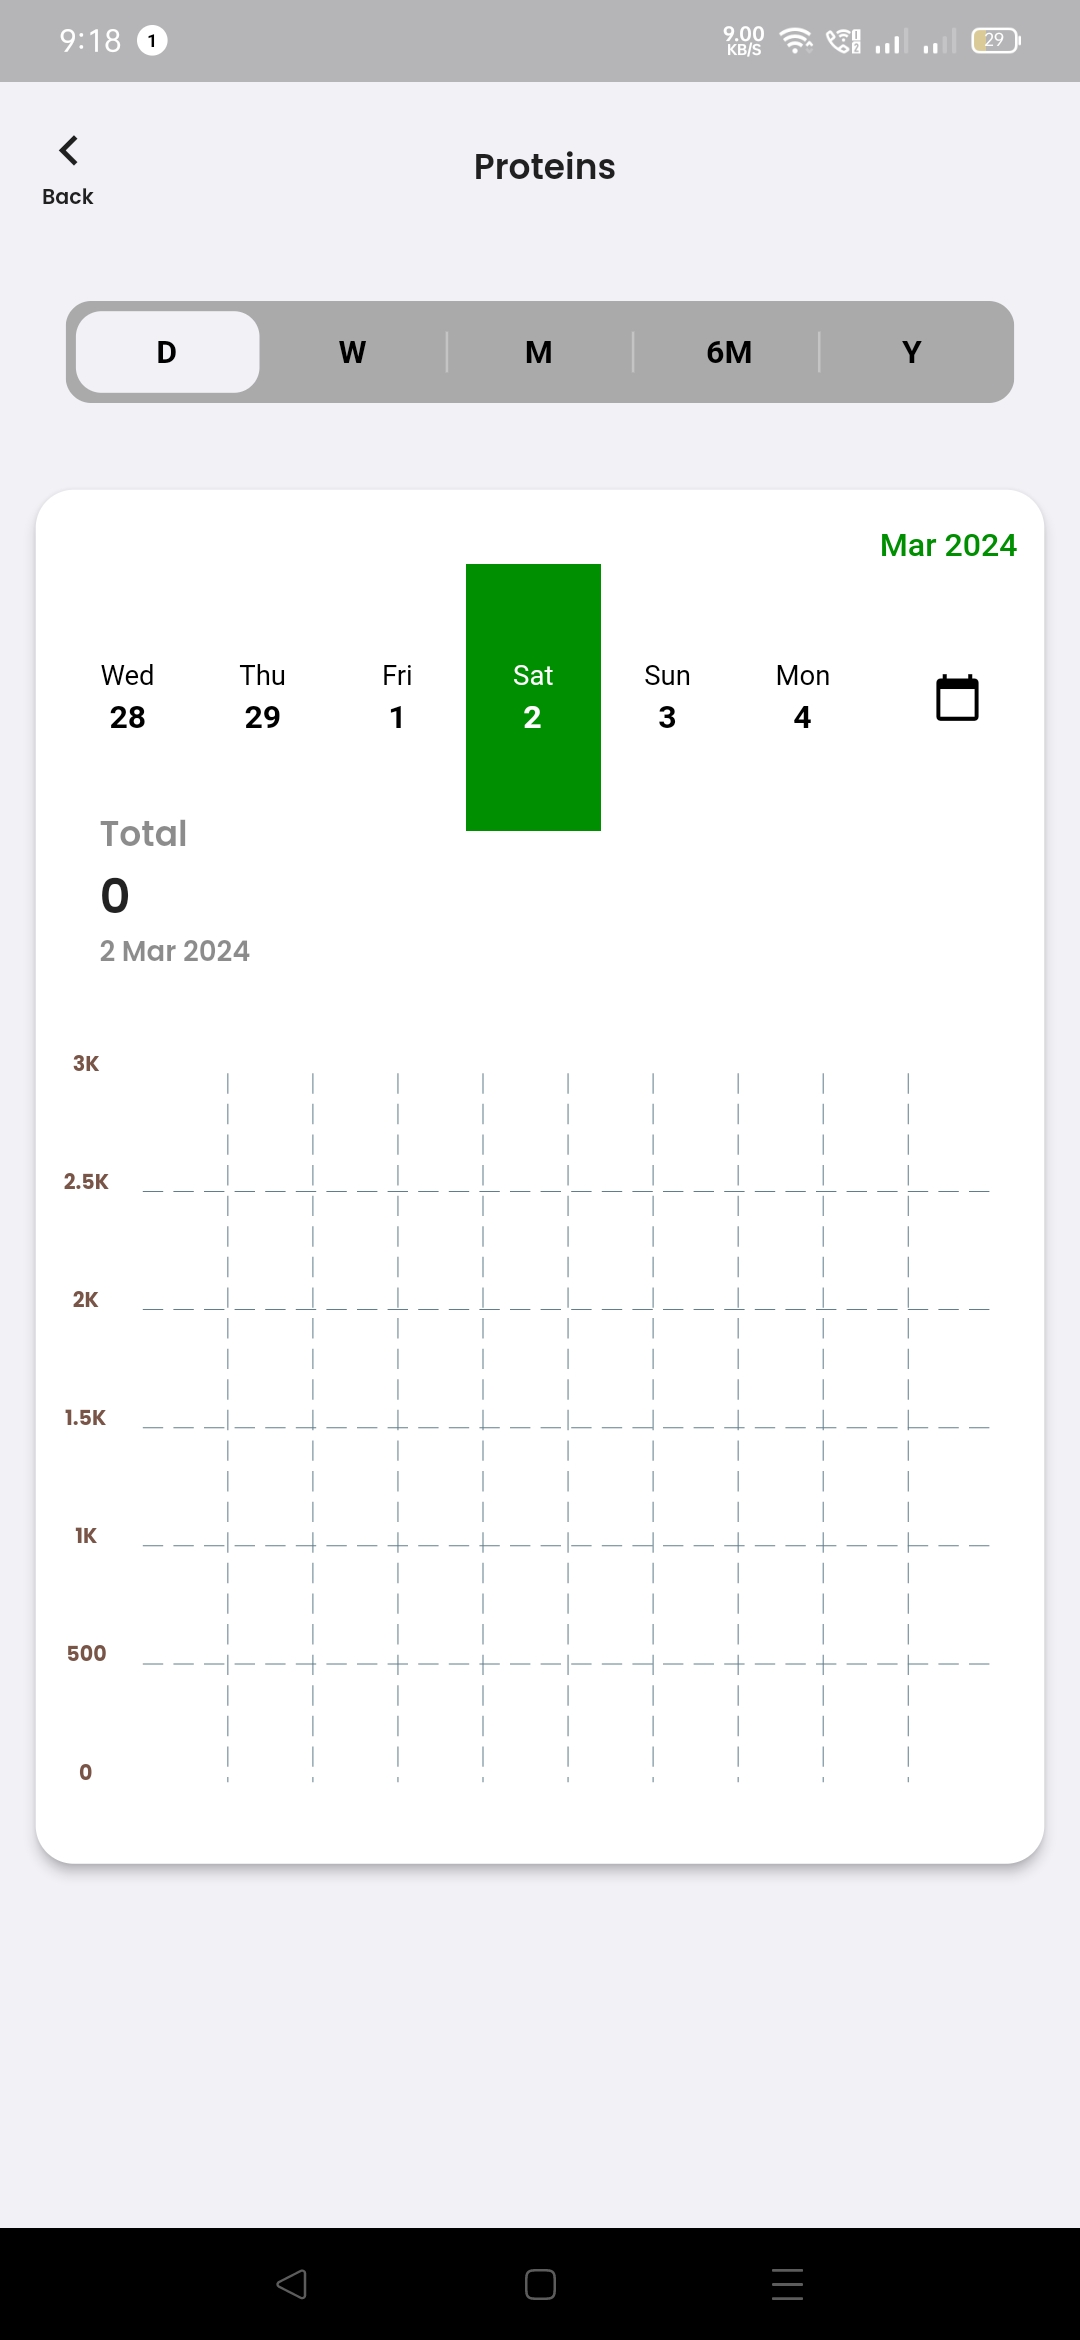 9:18 1 9.00 KB/S 29
Back
Proteins
D W M 6M Y
Mar 2024
Wed Thu Fri Sat Sun Mon
28 29 1 2 3 4
Total
0
2 Mar 2024
3K
2.5K
2K
1.5K
1K
500
0